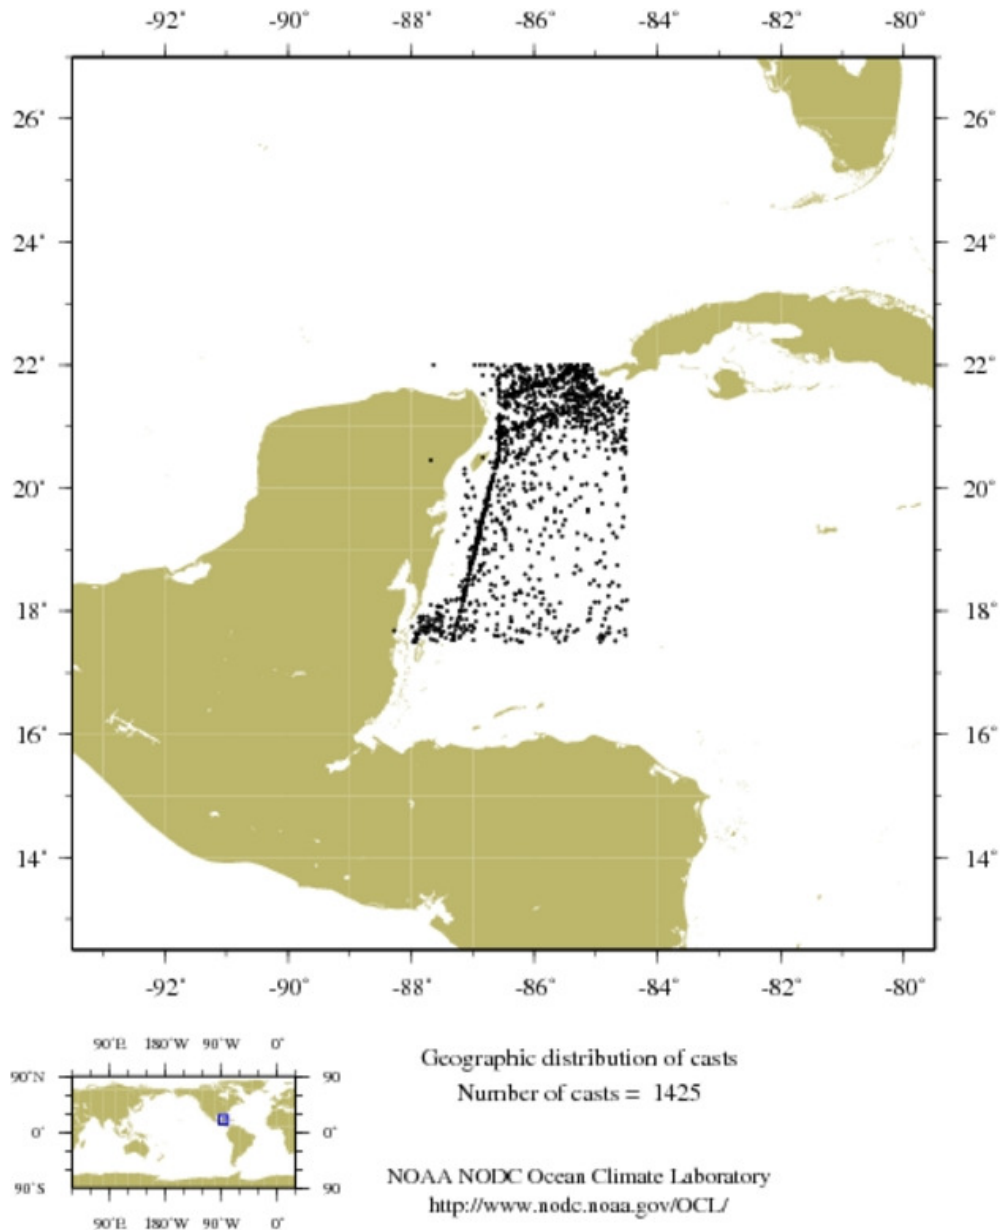 -92° -90° -88° -86° -84° -82° -80°
26° 26°
24° 24°
22° 22°
20° 20°
18° 18°
16° 16°
14° 14°
-92° -90° -88° -86° -84° -82° -80°
90°E 180°W 90°W 0°
90°N 90
0° 0°
90°S 90
90°E 180°W 90°W 0°
Geographic distribution of casts
Number of casts = 1425
NOAA NODC Ocean Climate Laboratory
http://www.nodc.noaa.gov/OCL/